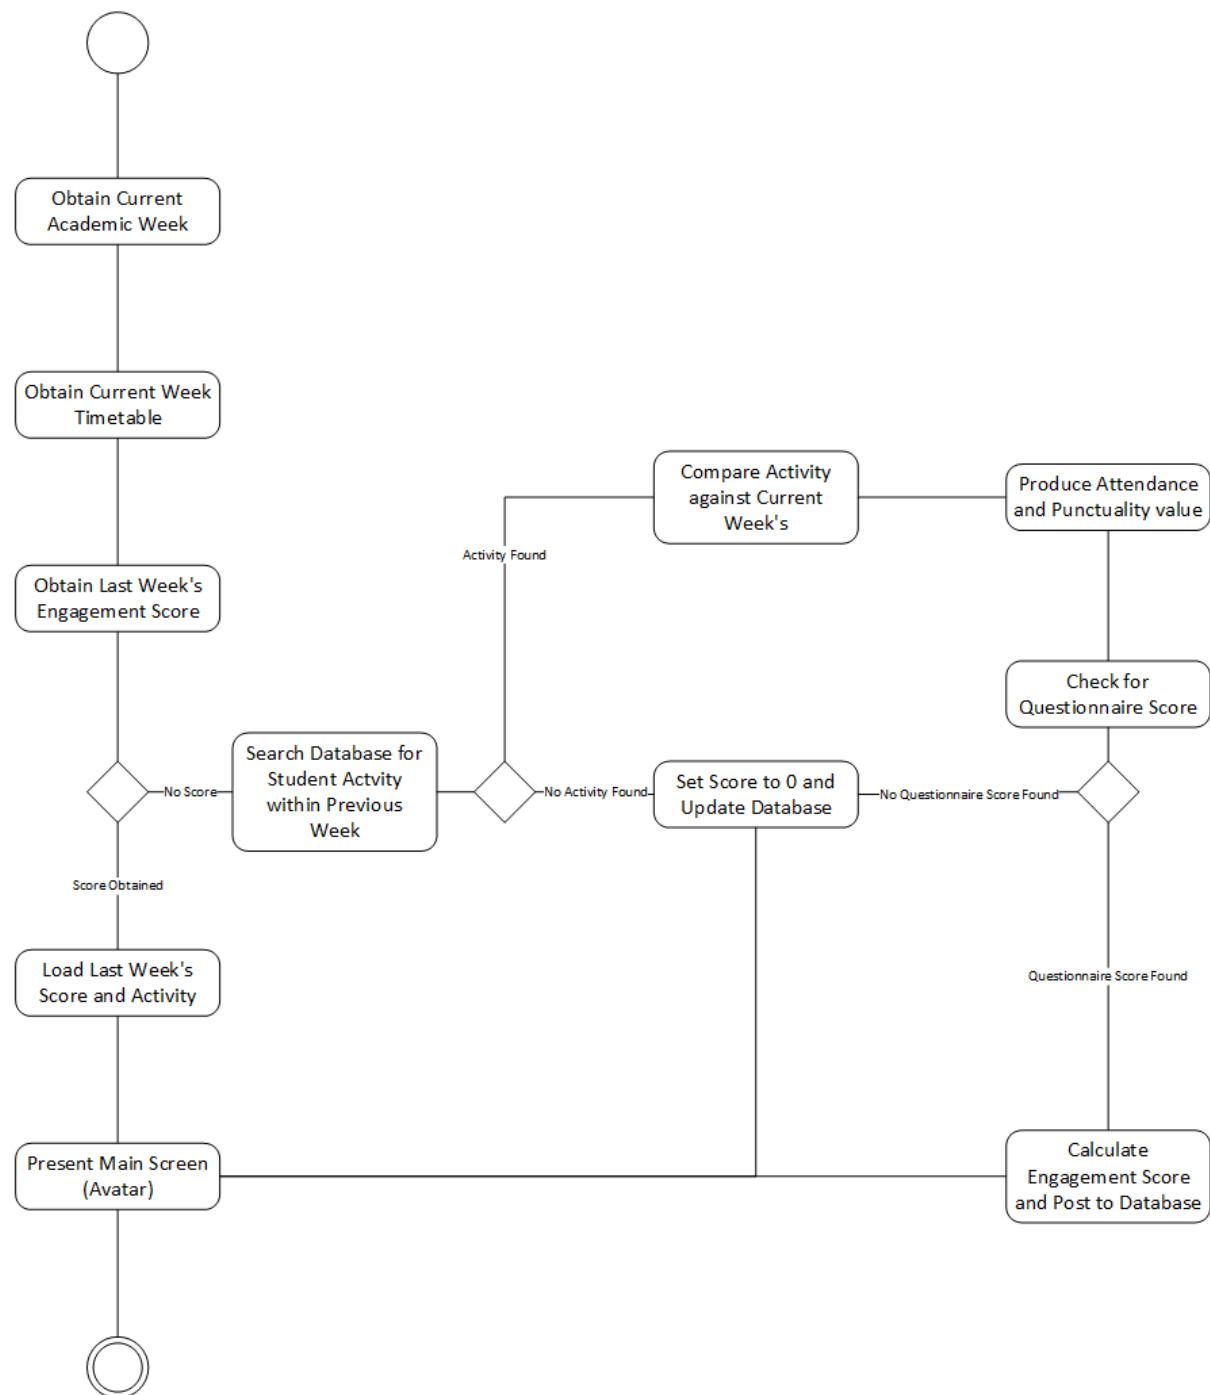 Obtain Current
Academic Week
Obtain Current Week
Timetable
Obtain Last Week's
Engagement Score
No Score
Score Obtained
Load Last Week's
Score and Activity
Present Main Screen
(Avatar)
Search Database for
Student Actvity
within Previous
Week
Activity Found
No Activity Found
Compare Activity
against Current
Week's
Produce Attendance
and Punctuality value
Check for
Questionnaire Score
Set Score to 0 and
Update Database
No Questionnaire Score Found
Questionnaire Score Found
Calculate
Engagement Score
and Post to Database